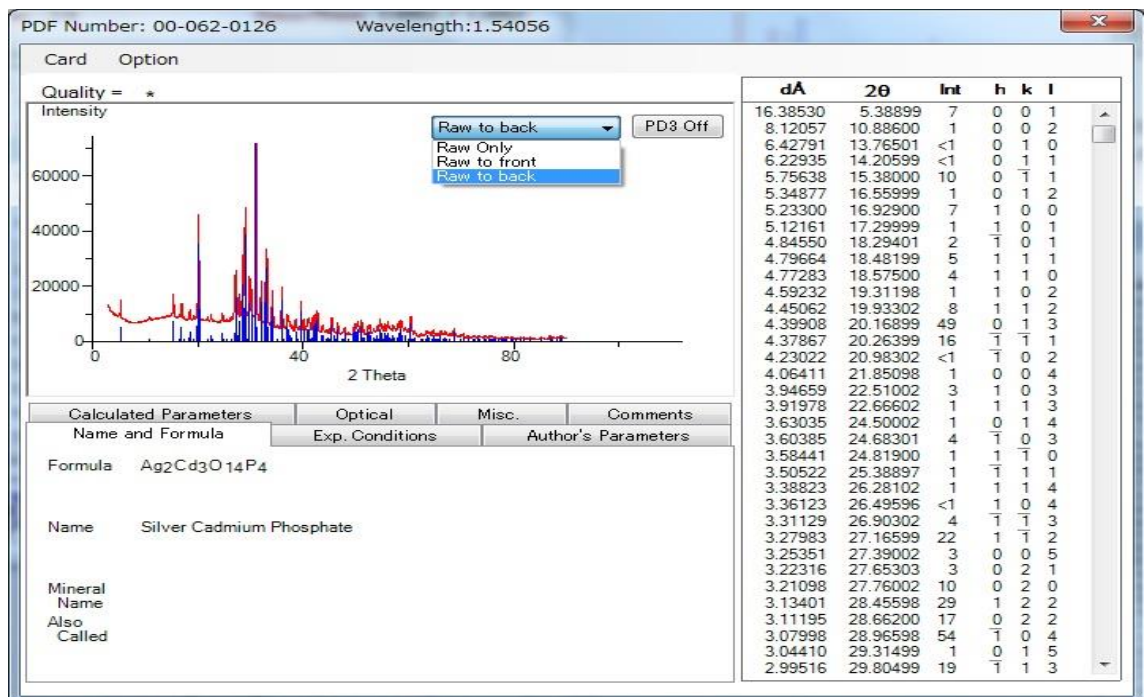 PDF Number: 00-062-0126 Wavelength:1.54056
Card Option
Quality = *
Intensity
Raw to back PD3 Off
Raw Only
Raw to front
Raw to back
60000
40000
20000
0
0 40 80
2 Theta
Calculated Parameters Optical Misc. Comments
Name and Formula Exp. Conditions Author's Parameters
Formula Ag2Cd3O14P4
Name Silver Cadmium Phosphate
Mineral
Name
Also
Called
dÅ 2θ Int h k l
16.38530 5.38899 7 0 0 1
8.12057 10.88600 1 0 0 2
6.42791 13.76501 <1 0 1 0
6.22935 14.20599 <1 0 1 1
5.75638 15.38000 10 0 1̅ 1
5.34877 16.55999 1 0 1 2
5.23300 16.92900 7 1 0 0
5.12161 17.29999 1 1 0 1
4.84550 18.29401 2 1̅ 0 1
4.79664 18.48199 5 1 1 1
4.77283 18.57500 4 1 1 0
4.59232 19.31198 1 1 0 2
4.45062 19.93302 8 1 1 2
4.39908 20.16899 49 0 1 3
4.37867 20.26399 16 1̅ 1̅ 1
4.23022 20.98302 <1 1̅ 0 2
4.06411 21.85098 1 0 0 4
3.94659 22.51002 3 1 0 3
3.91978 22.66602 1 1 1 3
3.63035 24.50002 1 0 1 4
3.60385 24.68301 4 1̅ 0 3
3.58441 24.81900 1 1 1̅ 0
3.50522 25.38897 1 1̅ 1 1
3.38823 26.28102 1 1 1 4
3.36123 26.49596 <1 1 0 4
3.31129 26.90302 4 1̅ 1̅ 3
3.27983 27.16599 22 1 1̅ 2
3.25351 27.39002 3 0 0 5
3.22316 27.65303 3 0 2 1
3.21098 27.76002 10 0 2 0
3.13401 28.45598 29 1 2 2
3.11195 28.66200 17 0 2 2
3.07998 28.96598 54 1̅ 0 4
3.04410 29.31499 1 0 1 5
2.99516 29.80499 19 1̅ 1 3